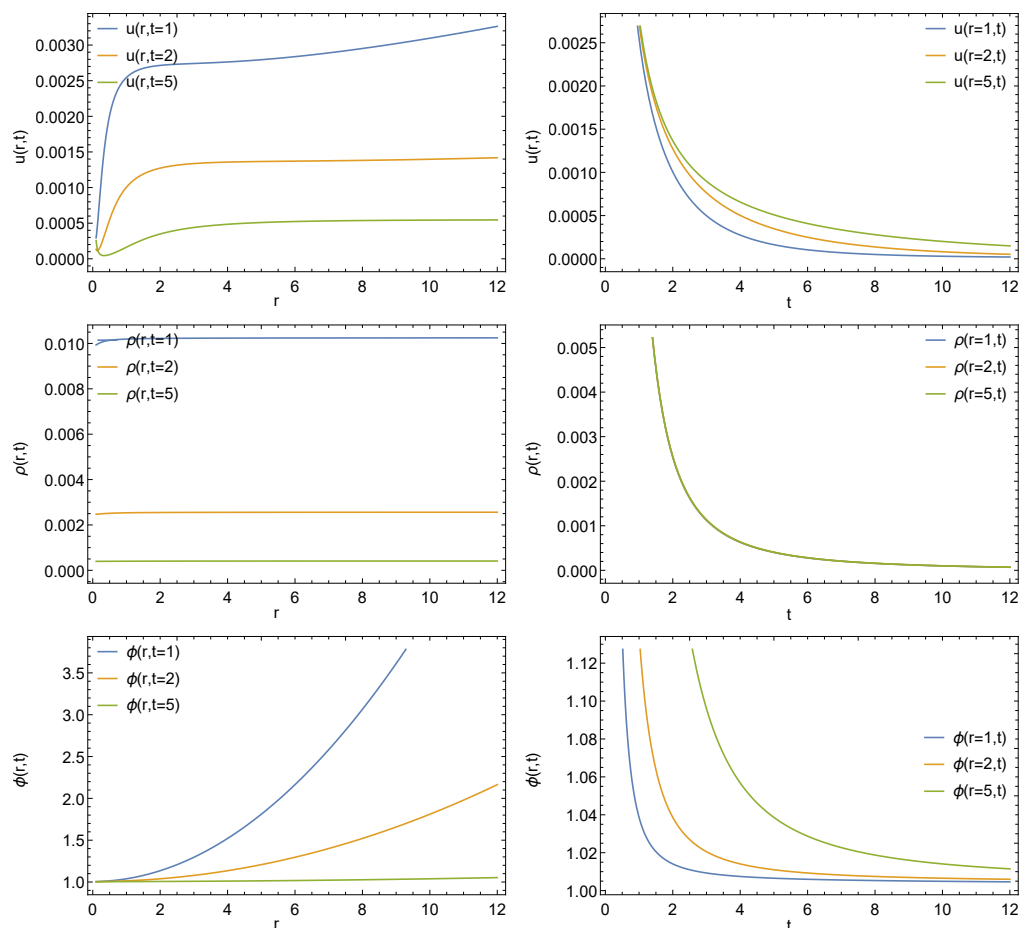 u(r,t=1)
u(r,t=2)
u(r,t=5)
0.0030
0.0025
0.0020
0.0015
0.0010
0.0005
0.0000
u(r,t)
0 2 4 6 8 10 12
r
u(r=1,t)
u(r=2,t)
u(r=5,t)
0.0025
0.0020
0.0015
0.0010
0.0005
0.0000
u(r,t)
0 2 4 6 8 10 12
t
ρ(r,t=1)
ρ(r,t=2)
ρ(r,t=5)
0.010
0.008
0.006
0.004
0.002
0.000
ρ(r,t)
0 2 4 6 8 10 12
r
ρ(r=1,t)
ρ(r=2,t)
ρ(r=5,t)
0.005
0.004
0.003
0.002
0.001
0.000
ρ(r,t)
0 2 4 6 8 10 12
t
ϕ(r,t=1)
ϕ(r,t=2)
ϕ(r,t=5)
3.5
3.0
2.5
2.0
1.5
1.0
ϕ(r,t)
0 2 4 6 8 10 12
r
ϕ(r=1,t)
ϕ(r=2,t)
ϕ(r=5,t)
1.12
1.10
1.08
1.06
1.04
1.02
1.00
ϕ(r,t)
0 2 4 6 8 10 12
t